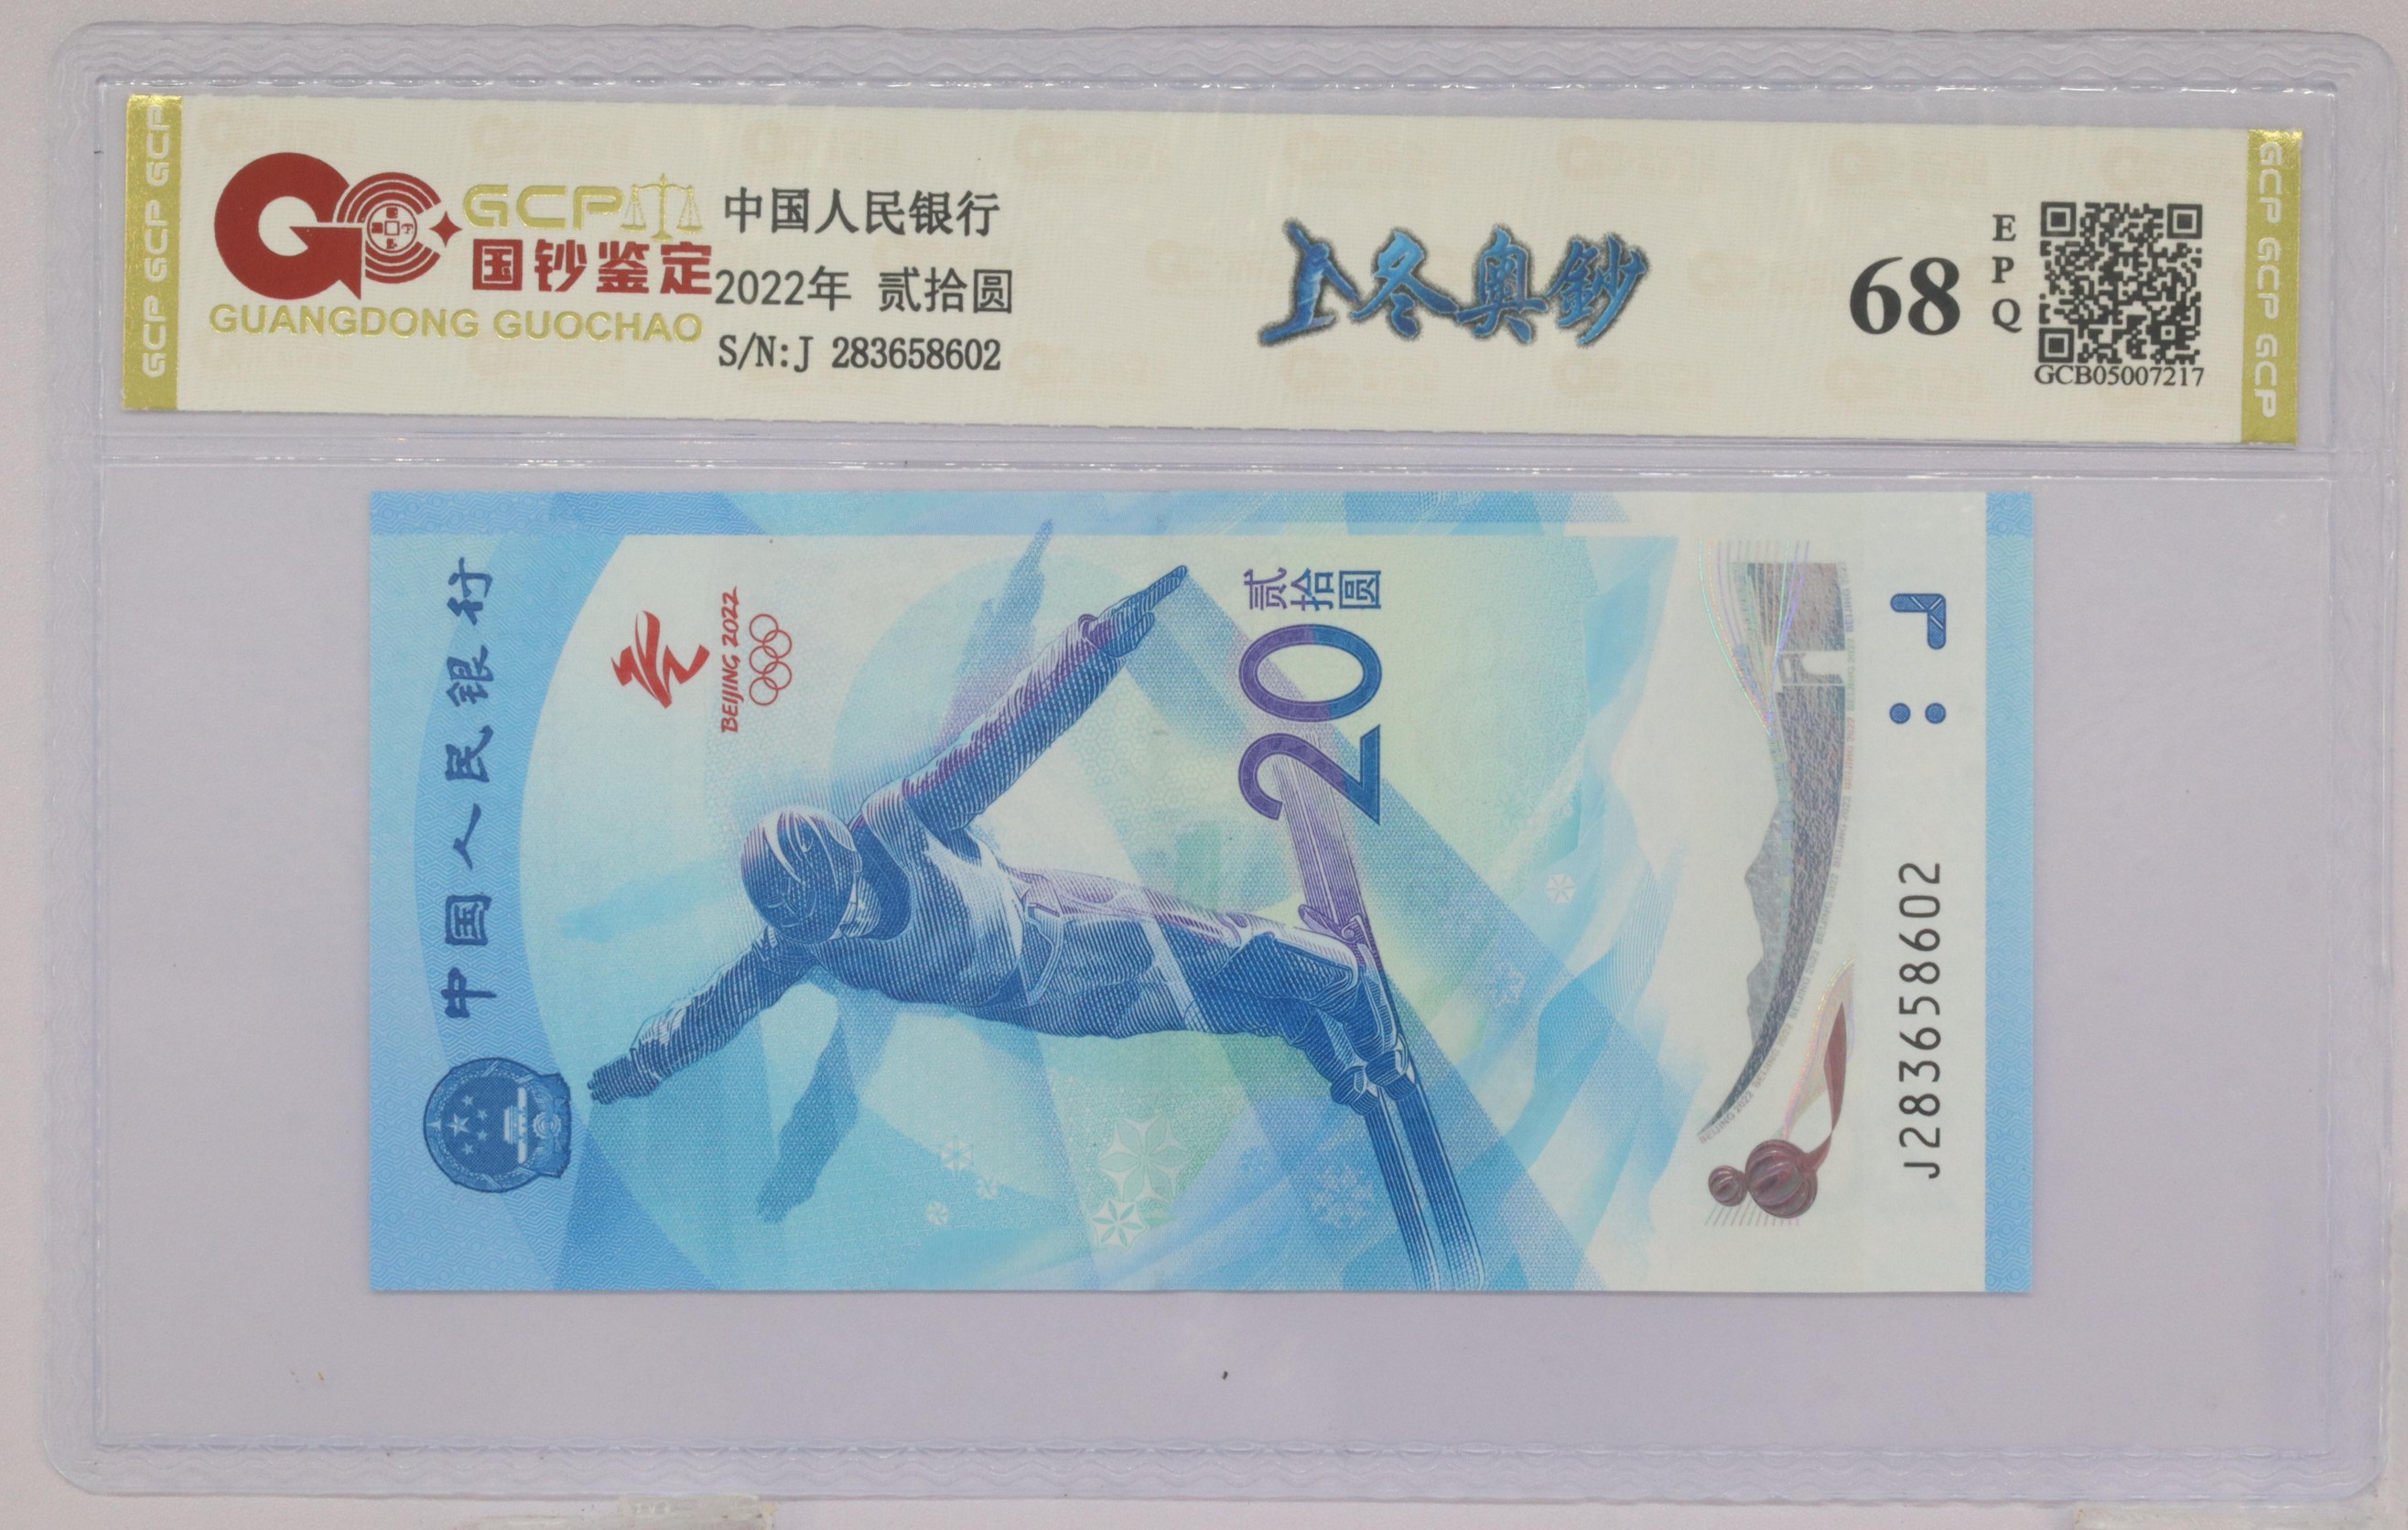 GCP GCP GCP
GCP
国钞鉴定
GUANGDONG GUOCHAO
中国人民银行
2022年 贰拾圆
S/N:J 283658602
上冬奥鈔
68
EPQ
GCB05007217
GCP GCP GCP
中国人民银行
BEIJING 2022
贰拾圆
20
J283658602